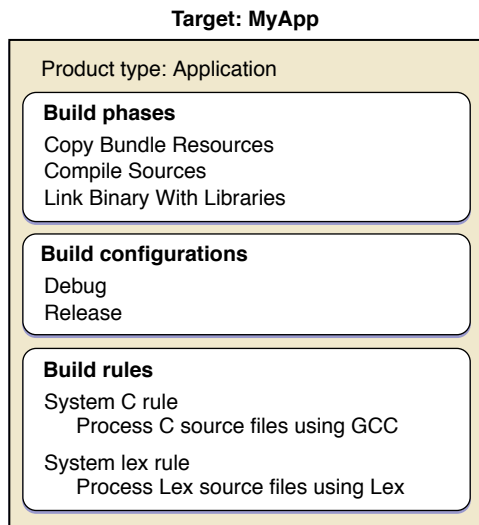 Target: MyApp
Product type: Application
Build phases
Copy Bundle Resources
Compile Sources
Link Binary With Libraries
Build configurations
Debug
Release
Build rules
System C rule
Process C source files using GCC
System lex rule
Process Lex source files using Lex